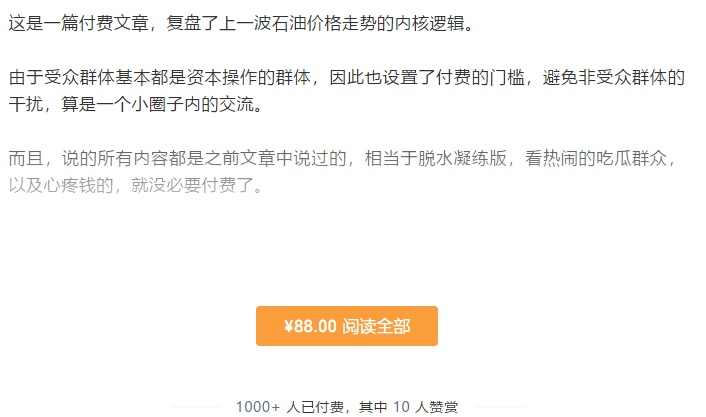 这是一篇付费文章，复盘了上一波石油价格走势的内核逻辑。
由于受众群体基本都是资本操作的群体，因此也设置了付费的门槛，避免非受众群体的
干扰，算是一个小圈子内的交流。
而且，说的所有内容都是之前文章中说过的，相当于脱水凝练版，看热闹的吃瓜群众，
以及心疼钱的，就没必要付费了。
¥88.00 阅读全部
1000+ 人已付费，其中 10 人赞赏